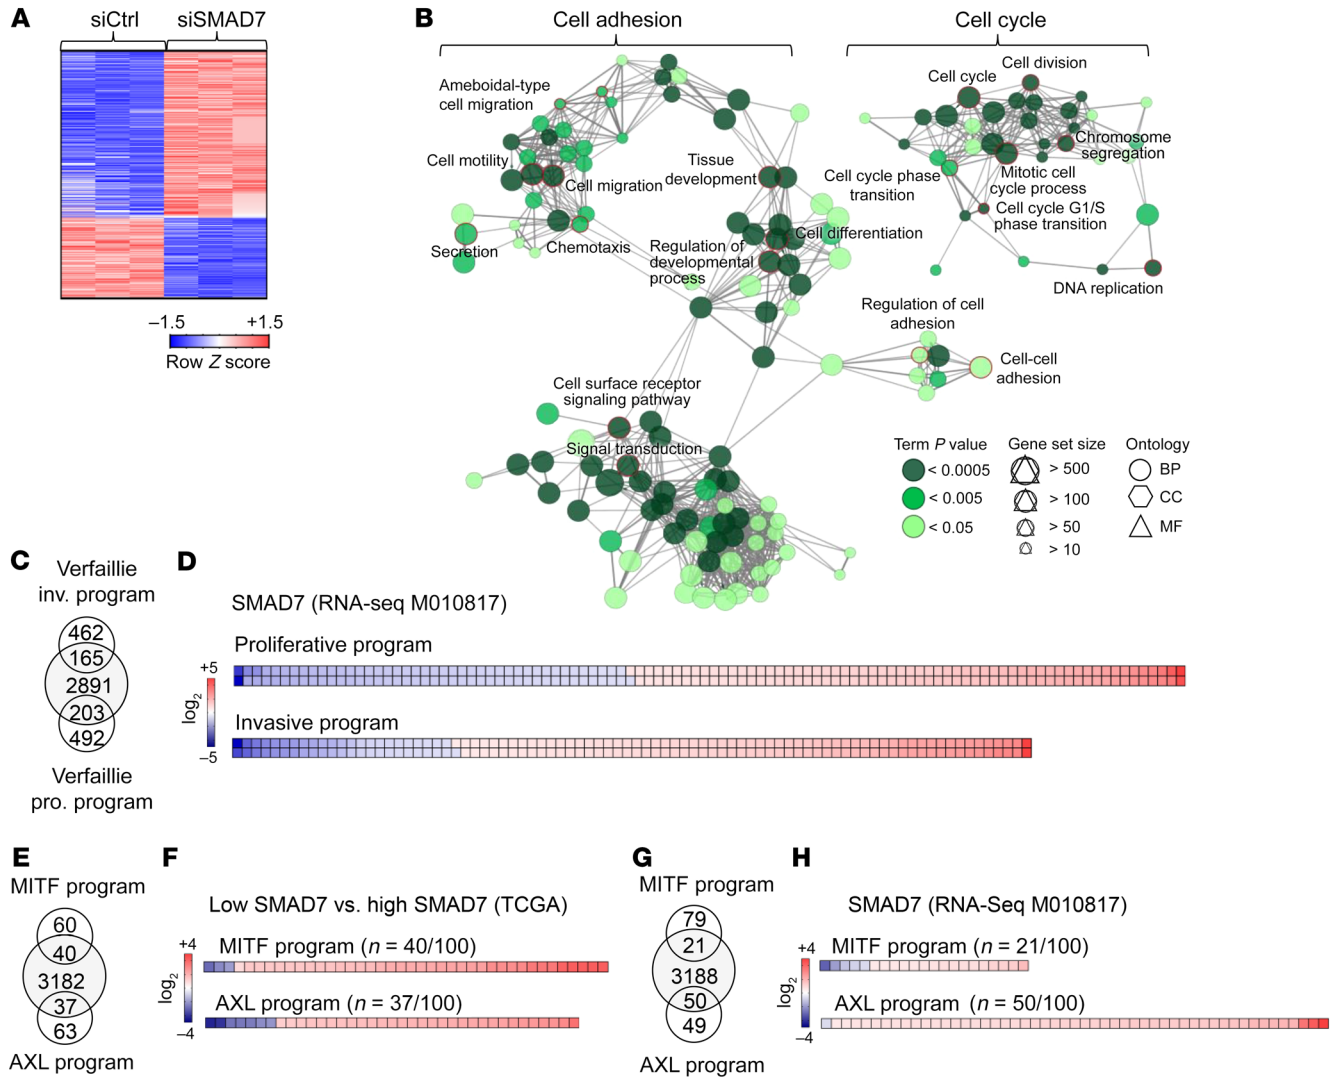 A
siCtrl
siSMAD7
–1.5
+1.5
Row Z score
B
Cell adhesion
Cell cycle
Ameboidal-type
cell migration
Cell motility
Cell migration
Secretion
Chemotaxis
Tissue
development
Cell differentiation
Regulation of
developmental
process
Cell division
Cell cycle
Chromosome
segregation
Cell cycle phase
transition
Mitotic cell
cycle process
Cell cycle G1/S
phase transition
DNA replication
Regulation of cell
adhesion
Cell-cell
adhesion
Cell surface receptor
signaling pathway
Signal transduction
Term P value
< 0.0005
< 0.005
< 0.05
Gene set size
> 500
> 100
> 50
> 10
Ontology
BP
CC
MF
C
Verfaillie
inv. program
462
165
2891
203
492
Verfaillie
pro. program
D
SMAD7 (RNA-seq M010817)
Proliferative program
+5
log2
–5
Invasive program
E
MITF program
60
40
3182
37
63
AXL program
F
Low SMAD7 vs. high SMAD7 (TCGA)
MITF program (n = 40/100)
+4
log2
–4
AXL program (n = 37/100)
G
MITF program
79
21
3188
50
49
AXL program
H
SMAD7 (RNA-Seq M010817)
MITF program (n = 21/100)
+4
log2
–4
AXL program (n = 50/100)